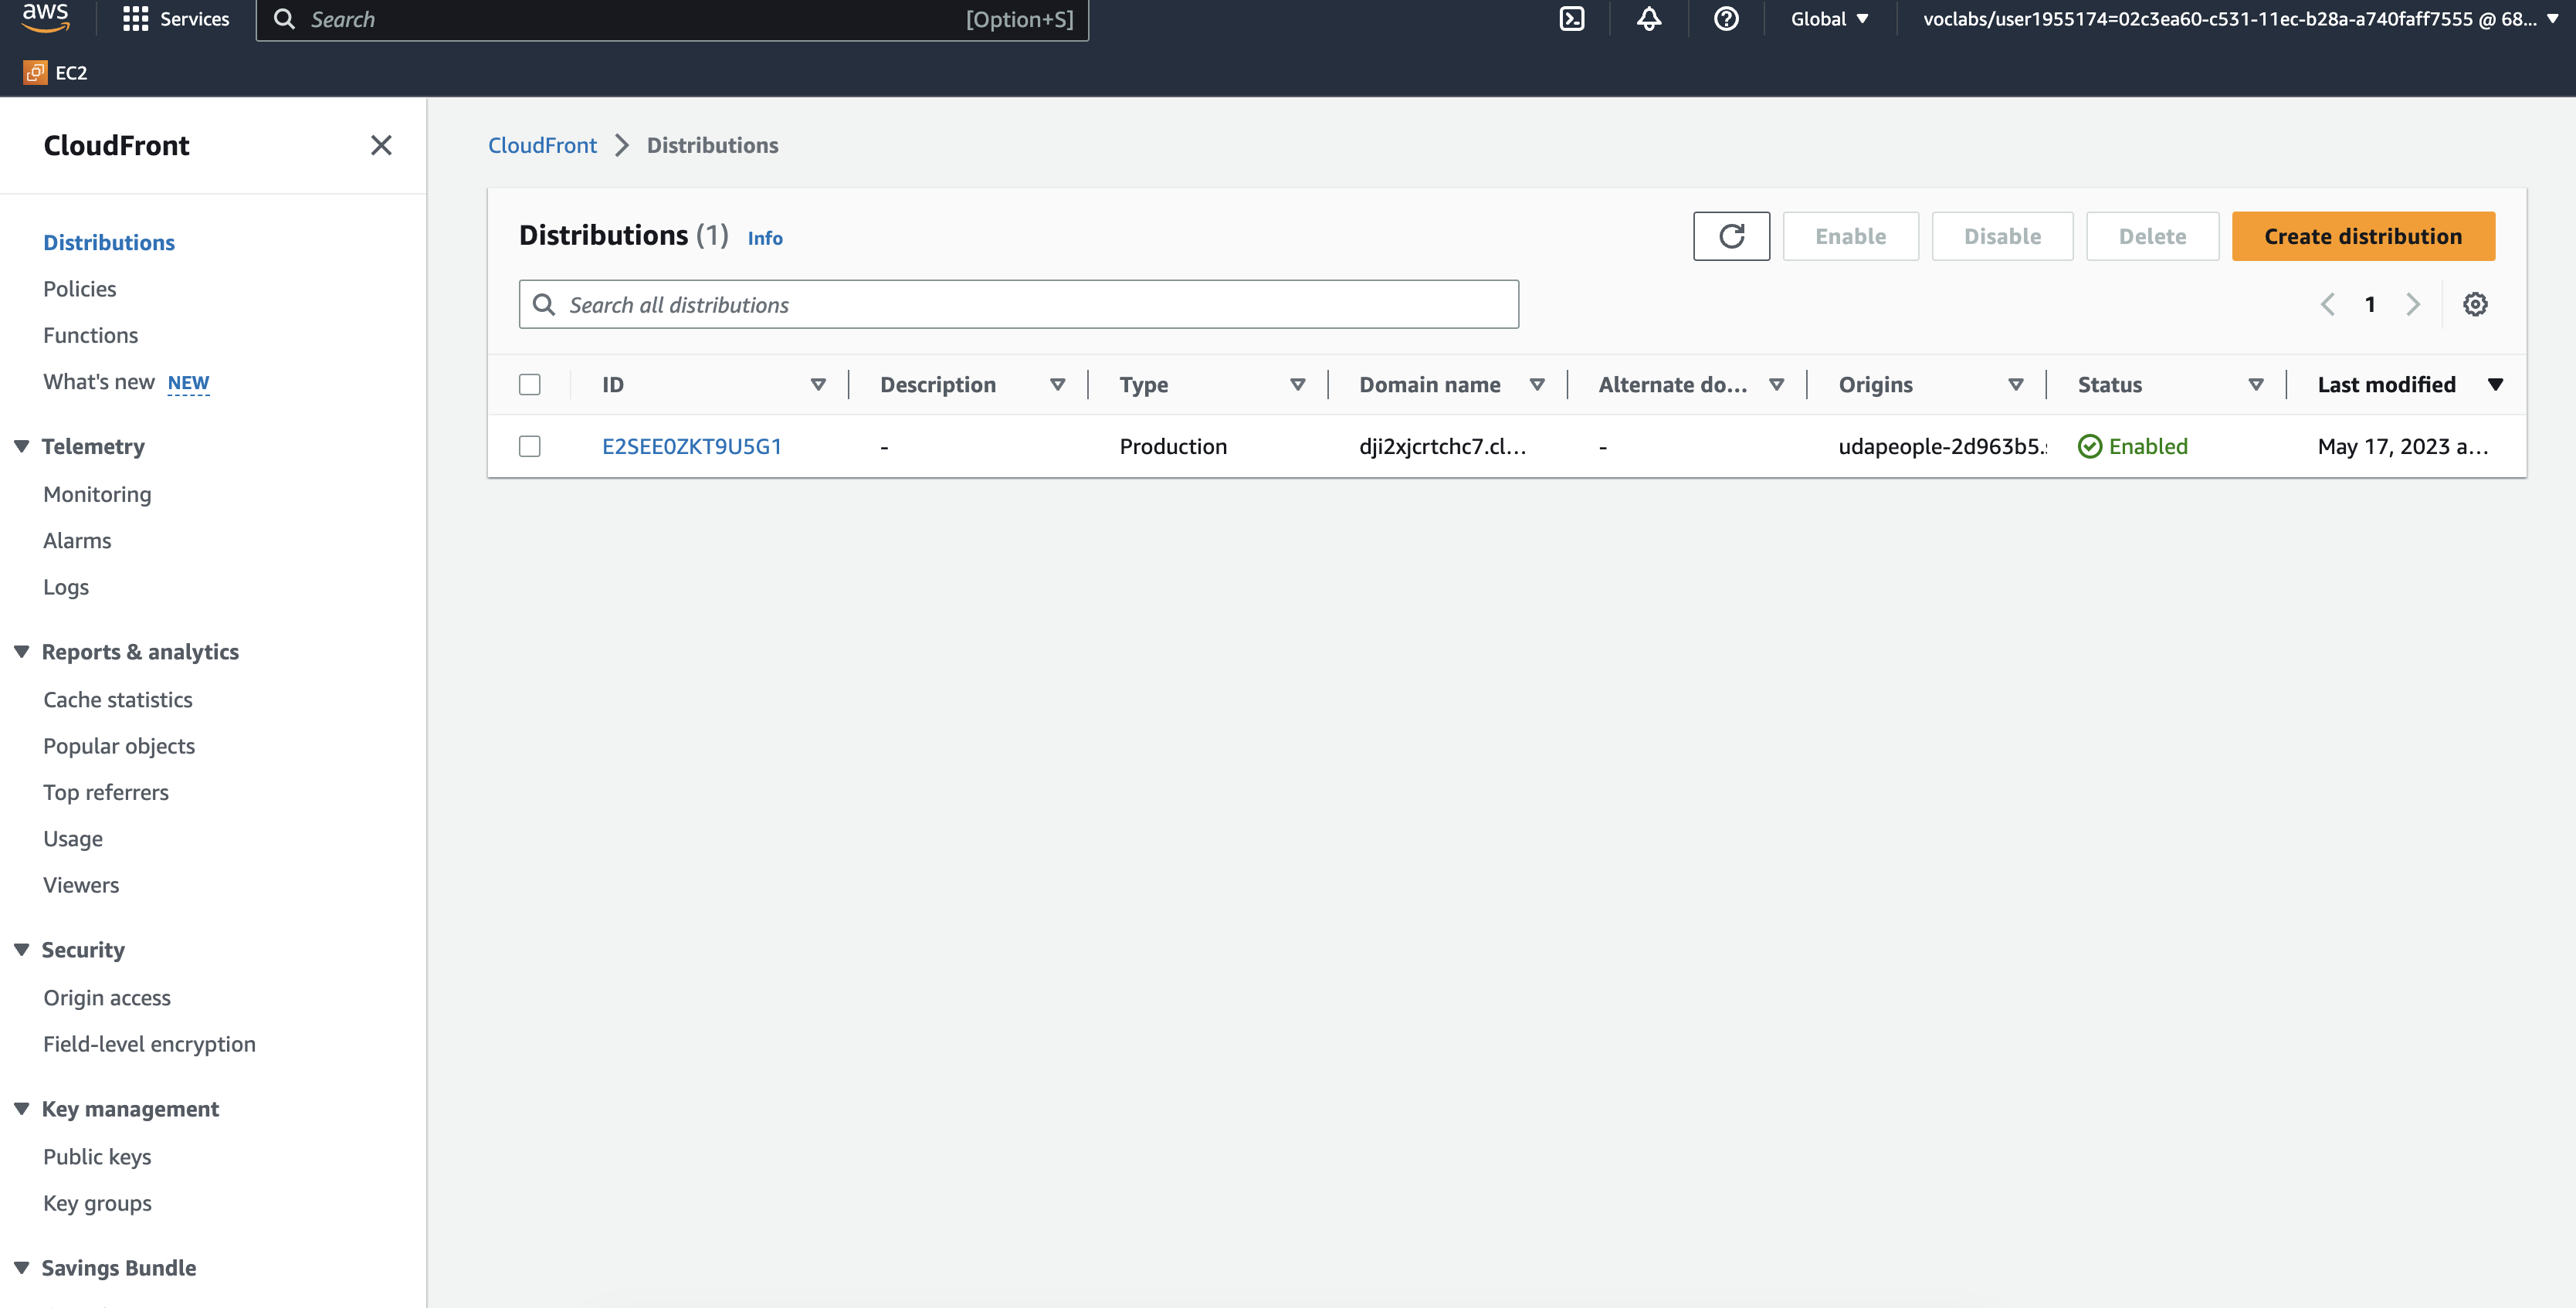 aws Services Search [Option+S] Global voclabs/user1955174=02c3ea60-c531-11ec-b28a-a740faff7555 @ 68...
EC2
CloudFront
Distributions
Policies
Functions
What's new NEW
Telemetry
Monitoring
Alarms
Logs
Reports & analytics
Cache statistics
Popular objects
Top referrers
Usage
Viewers
Security
Origin access
Field-level encryption
Key management
Public keys
Key groups
Savings Bundle
CloudFront Distributions
Distributions (1) Info Enable Disable Delete Create distribution
Search all distributions 1
ID Description Type Domain name Alternate do... Origins Status Last modified
E2SEE0ZKT9U5G1 - Production dji2xjcrtchc7.cl... - udapeople-2d963b5. Enabled May 17, 2023 a...